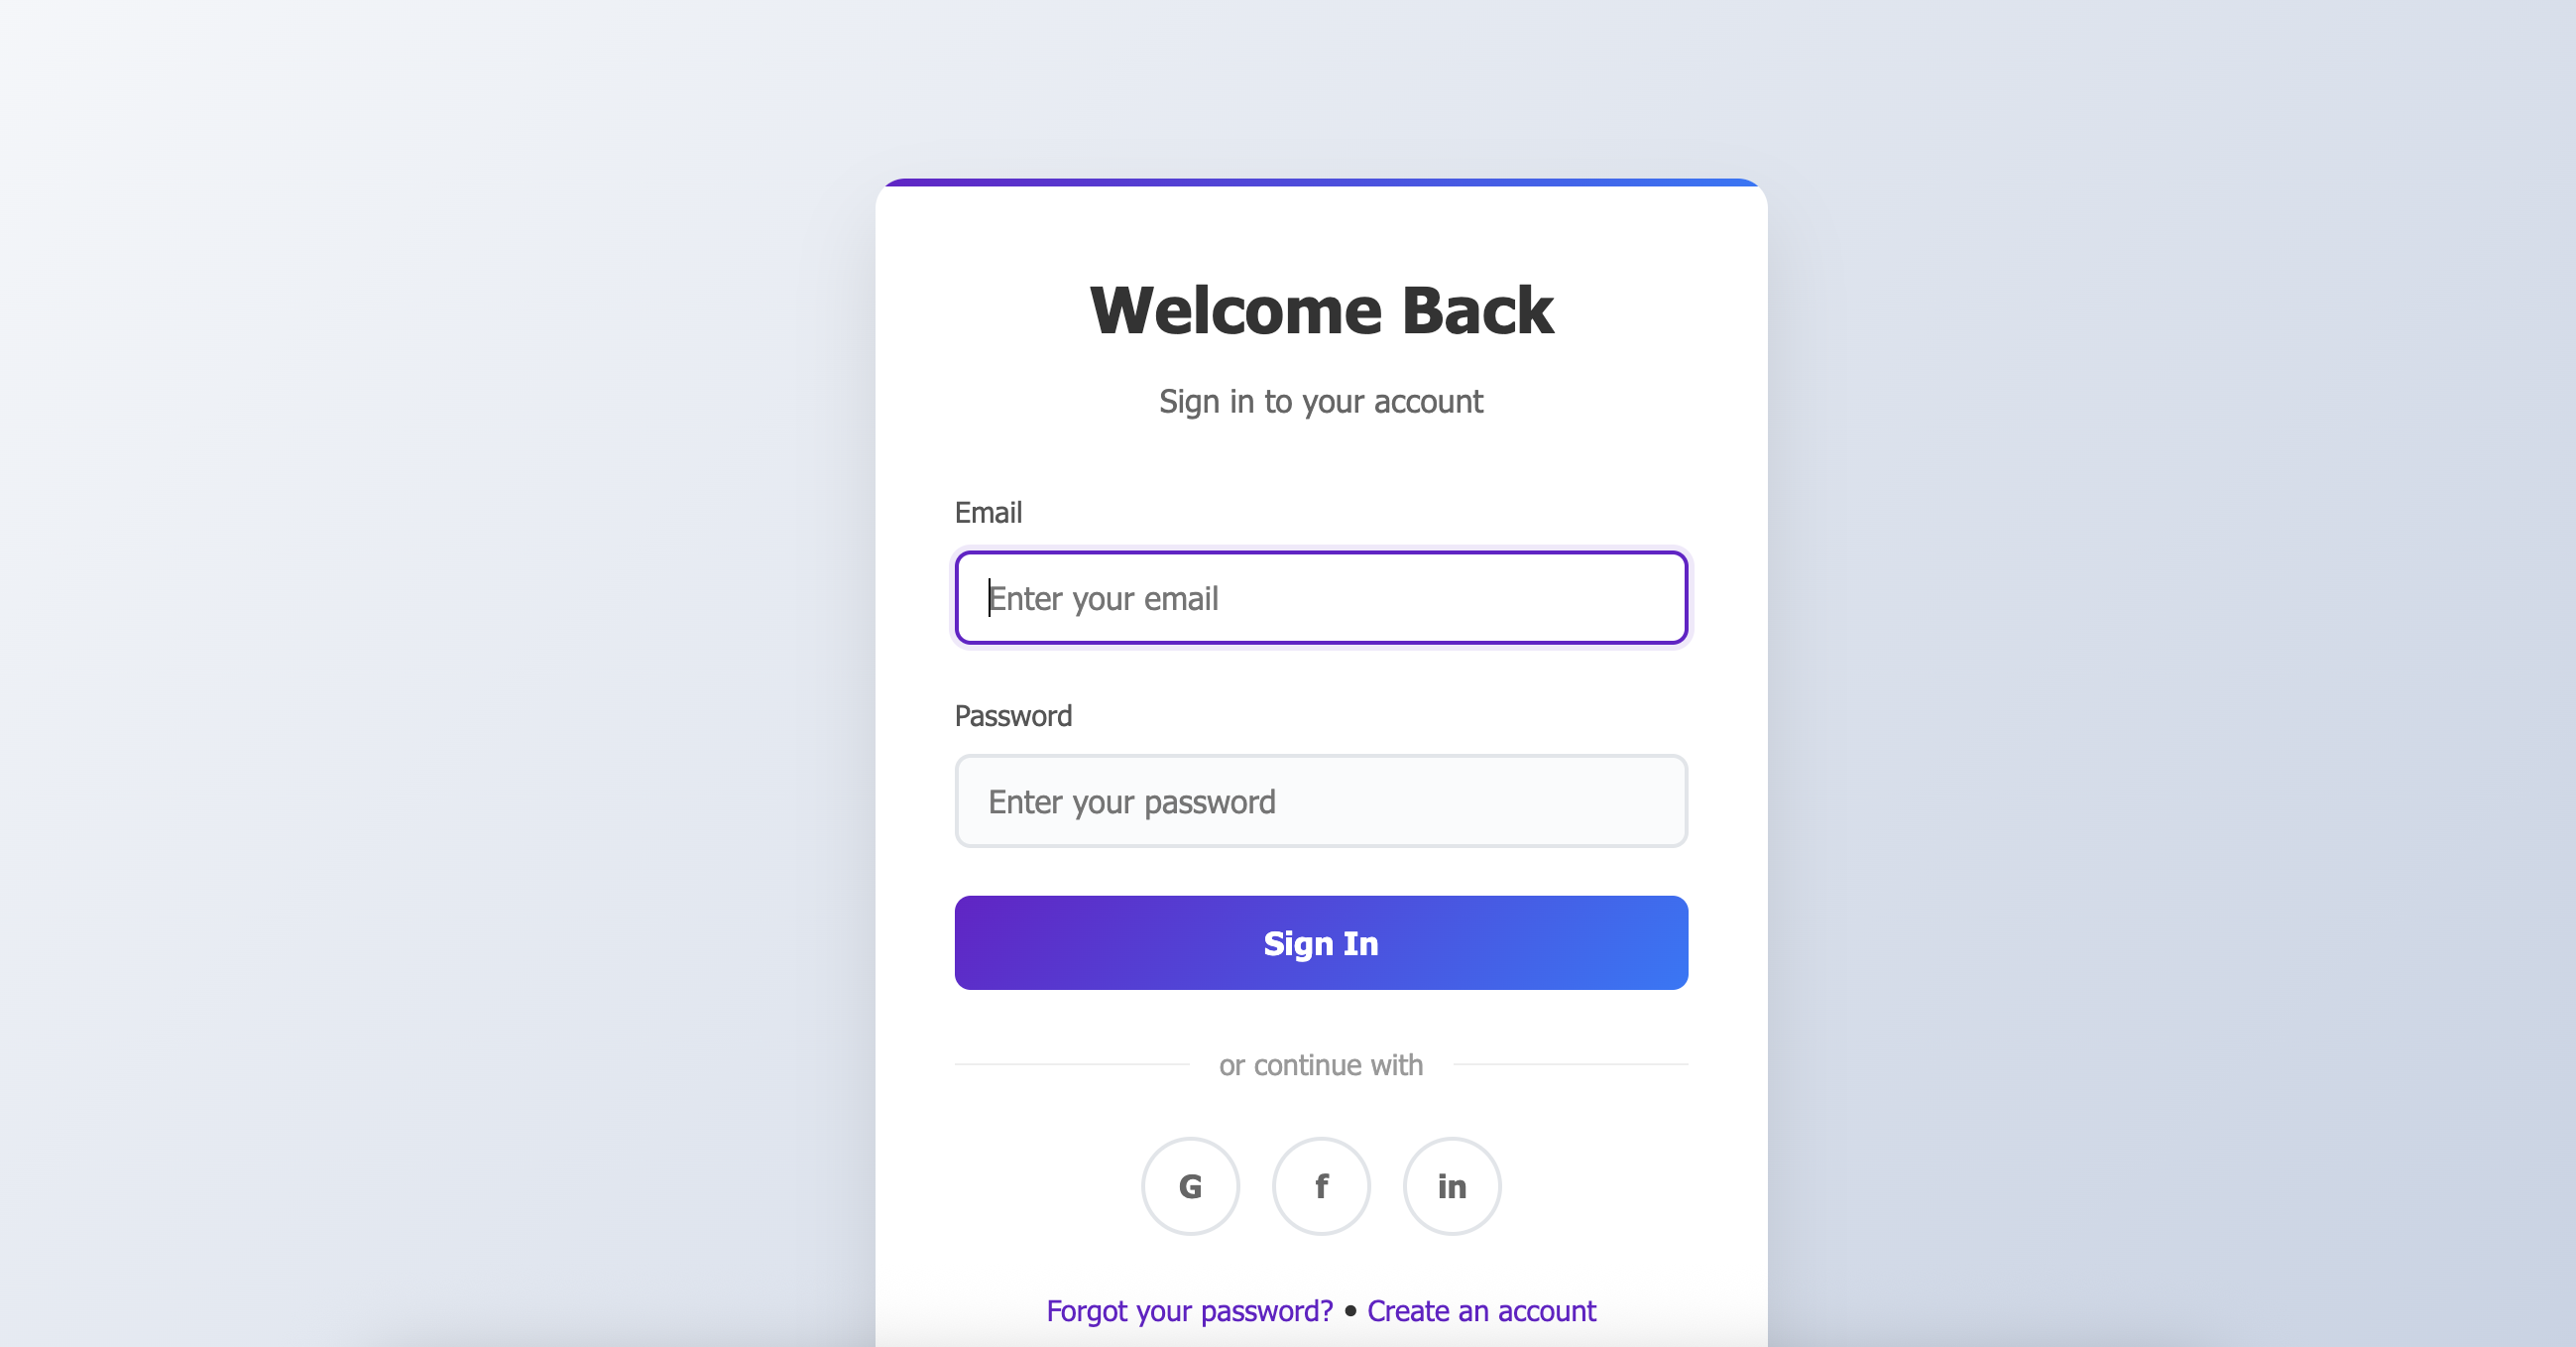 Welcome Back
Sign in to your account
Email
Enter your email
Password
Enter your password
Sign In
or continue with
G f in
Forgot your password? • Create an account